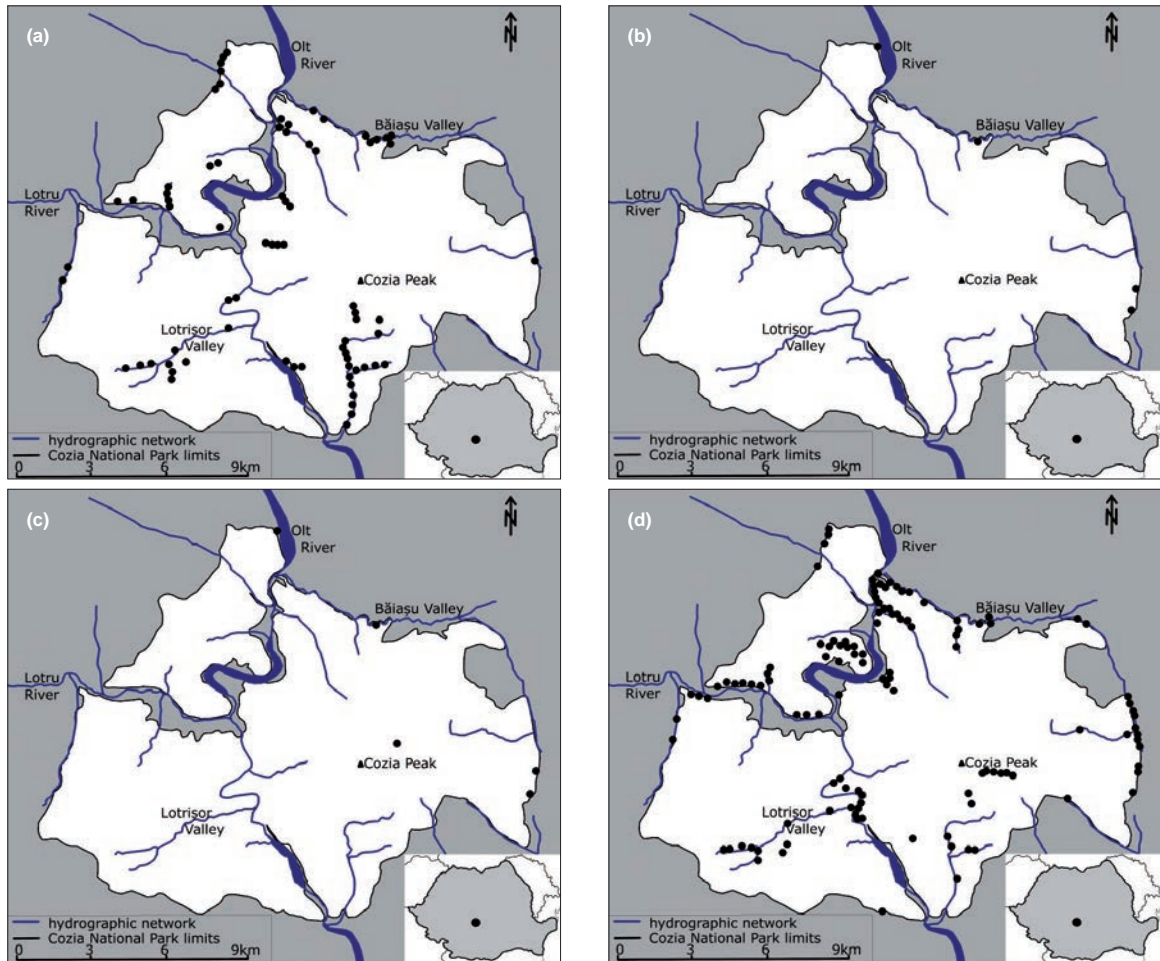 (a)
N
Olt
River
Băiașu Valley
Lotru
River
Cozia Peak
Lotrișor
Valley
hydrographic network
Cozia National Park limits
0 3 6 9km
(b)
N
Olt
River
Băiașu Valley
Lotru
River
Cozia Peak
Lotrișor
Valley
hydrographic network
Cozia National Park limits
0 3 6 9km
(c)
N
Olt
River
Băiașu Valley
Lotru
River
Cozia Peak
Lotrișor
Valley
hydrographic network
Cozia National Park limits
0 3 6 9km
(d)
N
Olt
River
Băiașu Valley
Lotru
River
Cozia Peak
Lotrișor
Valley
hydrographic network
Cozia National Park limits
0 3 6 9km